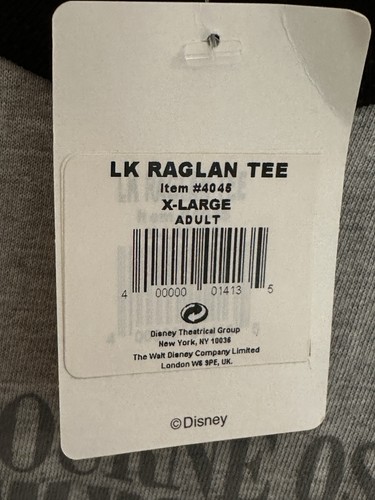 LK RAGLAN TEE
Item #4045
X-LARGE
ADULT
4 00000 01413 5
Disney Theatrical Group
New York, NY 10036
The Walt Disney Company Limited
London W6 9PE, UK.
©Disney